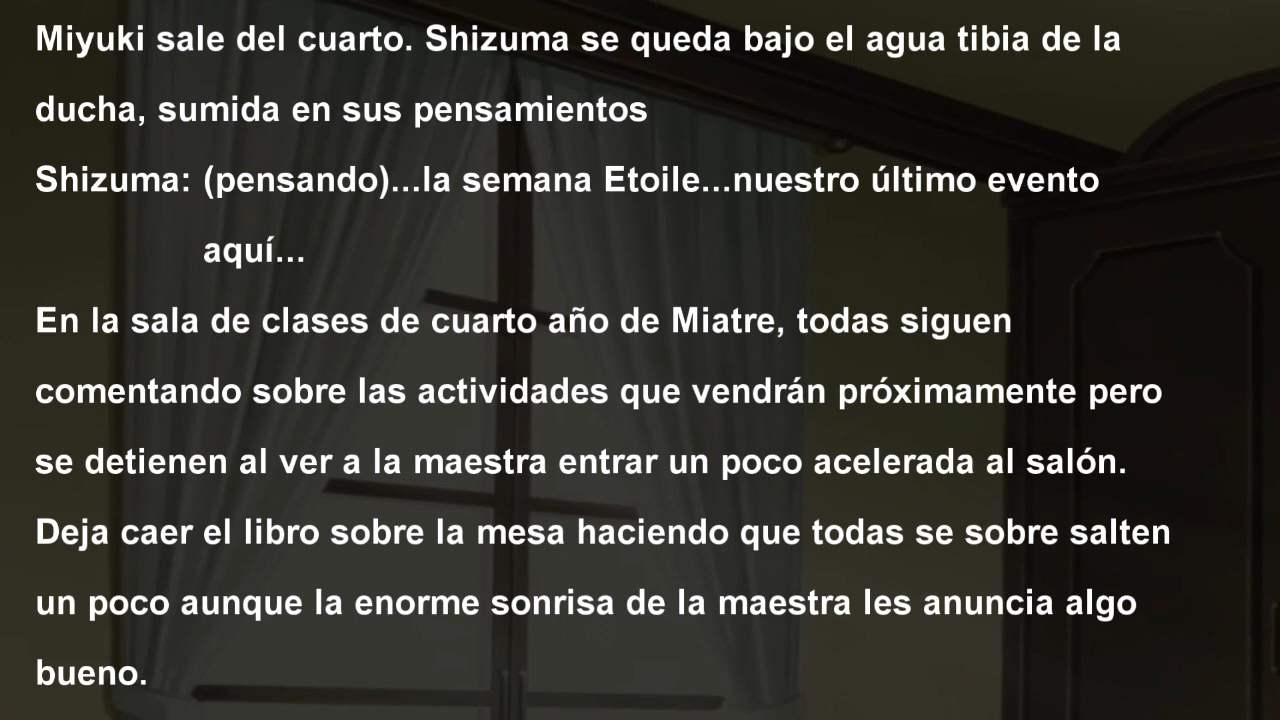 Miyuki sale del cuarto. Shizuma se queda bajo el agua tibia de la
ducha, sumida en sus pensamientos
Shizuma: (pensando)...la semana Etoile...nuestro último evento
aquí...
En la sala de clases de cuarto año de Miatre, todas siguen
comentando sobre las actividades que vendrán próximamente pero
se detienen al ver a la maestra entrar un poco acelerada al salón.
Deja caer el libro sobre la mesa haciendo que todas se sobre salten
un poco aunque la enorme sonrisa de la maestra les anuncia algo
bueno.